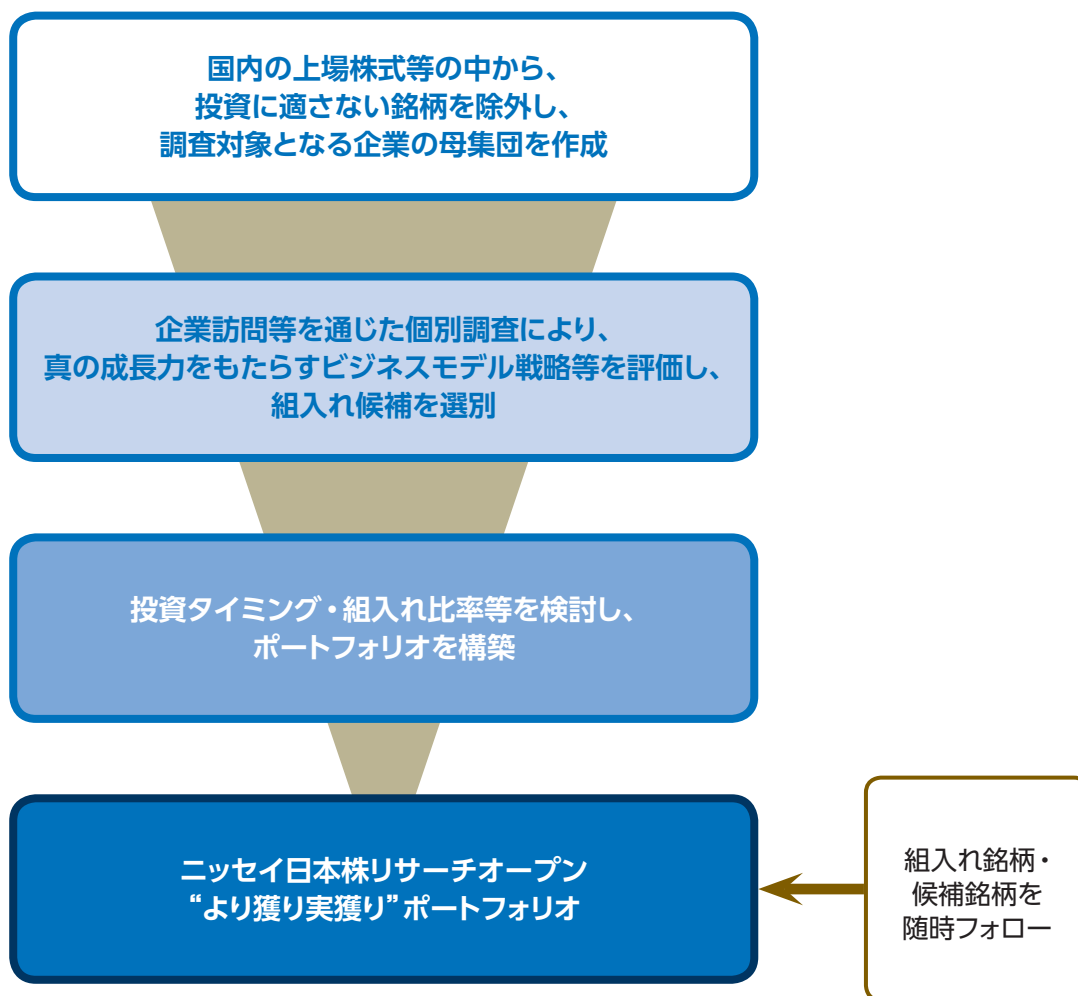 国内の上場株式等の中から、
投資に適さない銘柄を除外し、
調査対象となる企業の母集団を作成
企業訪問等を通じた個別調査により、
真の成長力をもたらすビジネスモデル戦略等を評価し、
組入れ候補を選別
投資タイミング・組入れ比率等を検討し、
ポートフォリオを構築
ニッセイ日本株リサーチオープン
“より獲り実獲り”ポートフォリオ
組入れ銘柄・
候補銘柄を
随時フォロー